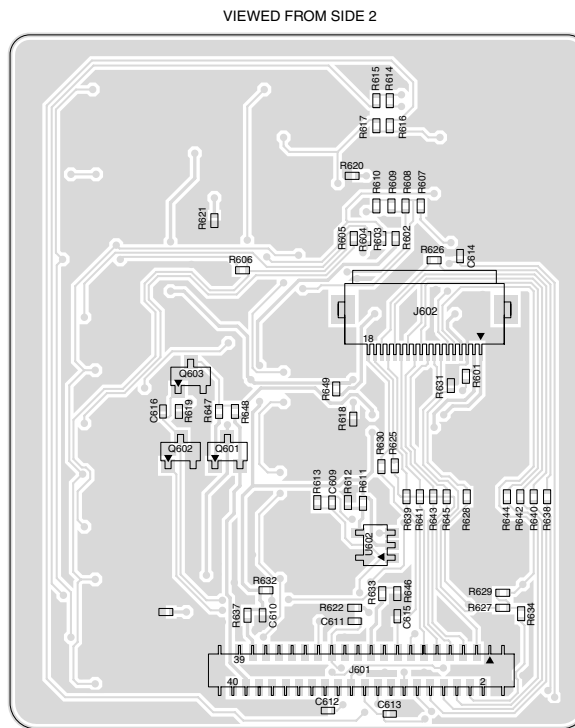 VIEWED FROM SIDE 2
R615
R614
R617
R616
R620
R610
R609
R608
R607
R621
R605
R604
R603
R602
R626
C614
R606
J602
18
Q603
R649
R631
R601
C616
R619
R647
R648
R618
Q602
Q601
R630
R625
R613
C609
R612
R611
R639
R641
R643
R645
R628
R644
R642
R640
R638
U602
R632
R633
R646
R629
R637
C610
R622
C611
C615
R627
R634
39
J601
40
2
C612
C613